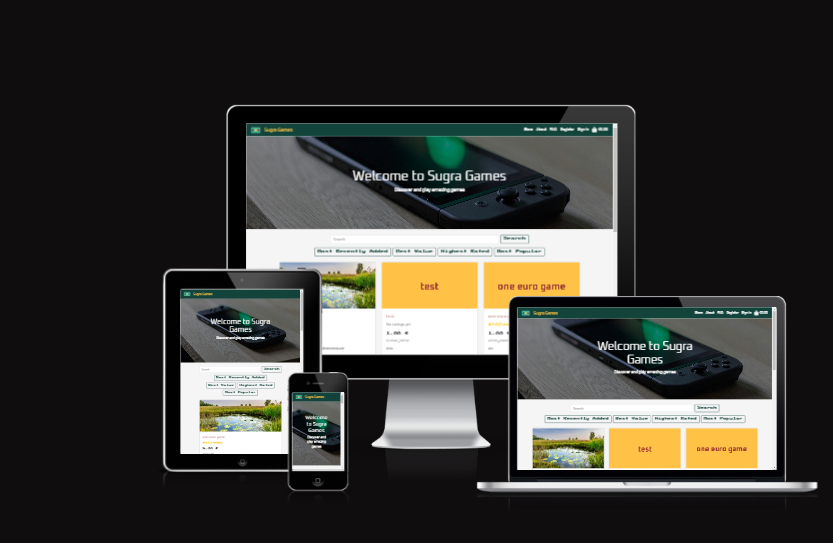 Sugra Games
Home About FAQ Register Sign In
Welcome to Sugra Games
Discover and play amazing games
Search
Search
Most Recently Added Best Value Highest Rated Most Popular
test
one euro game
test
1.00 €
1.00 €
Sugra Games
Welcome to Sugra
Games
Discover and play amazing games
Search
Search
Most Recently Added
Best Value Highest Rated
Most Popular
Sugra Games
Welcome
to Sugra
Games
Discover and
play amazing
games
Sugra Games
Home About FAQ Register Sign In
Welcome to Sugra
Games
Discover and play amazing games
Search
Search
Most Recently Added Best Value Highest Rated Most Popular
test
one euro game